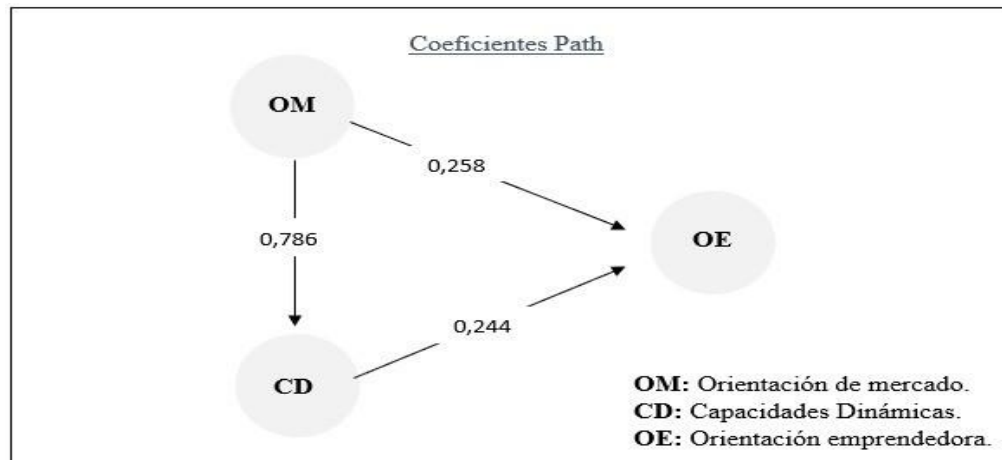 Coeficientes Path
OM
0,258
OE
0,786
0,244
CD
OM: Orientación de mercado.
CD: Capacidades Dinámicas.
OE: Orientación emprendedora.